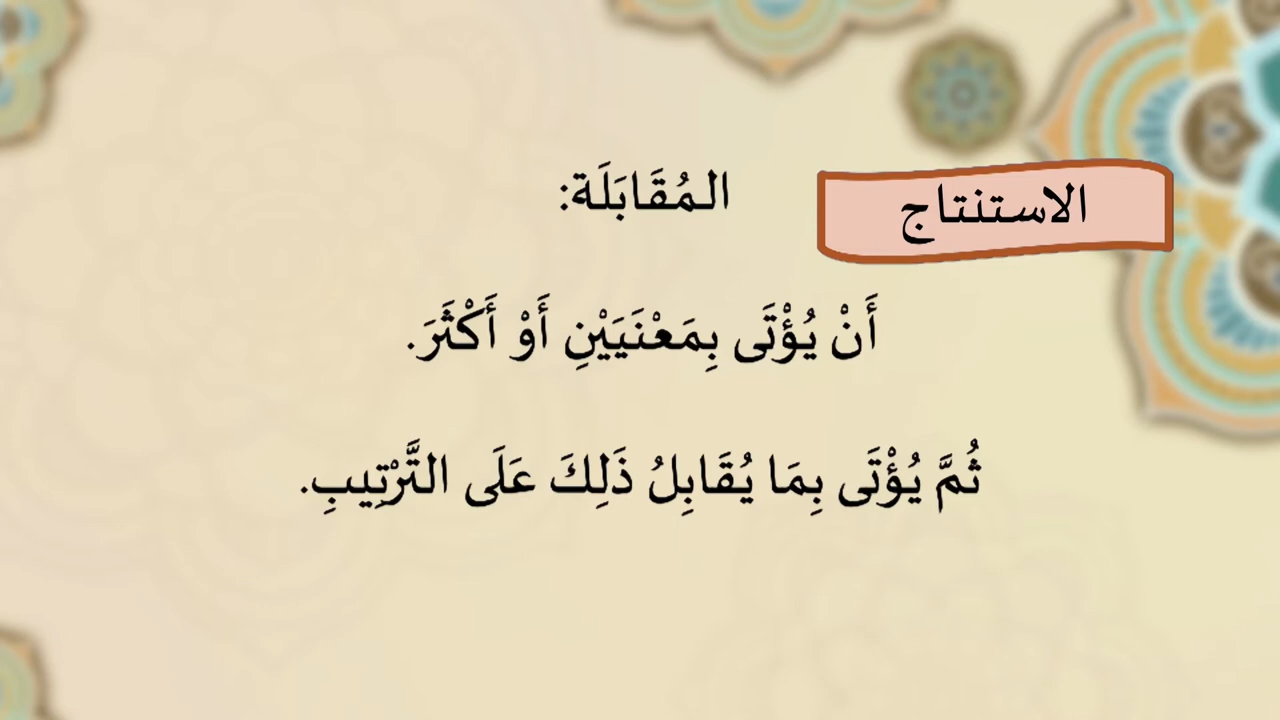 الاستنتاج
المُقَابَلَة:
أَنْ يُؤْتَى بِمَعْنَيَيْنِ أَوْ أَكْثَرَ.
ثُمَّ يُؤْتَى بِمَا يُقَابِلُ ذَلِكَ عَلَى التَّرْتِيبِ.